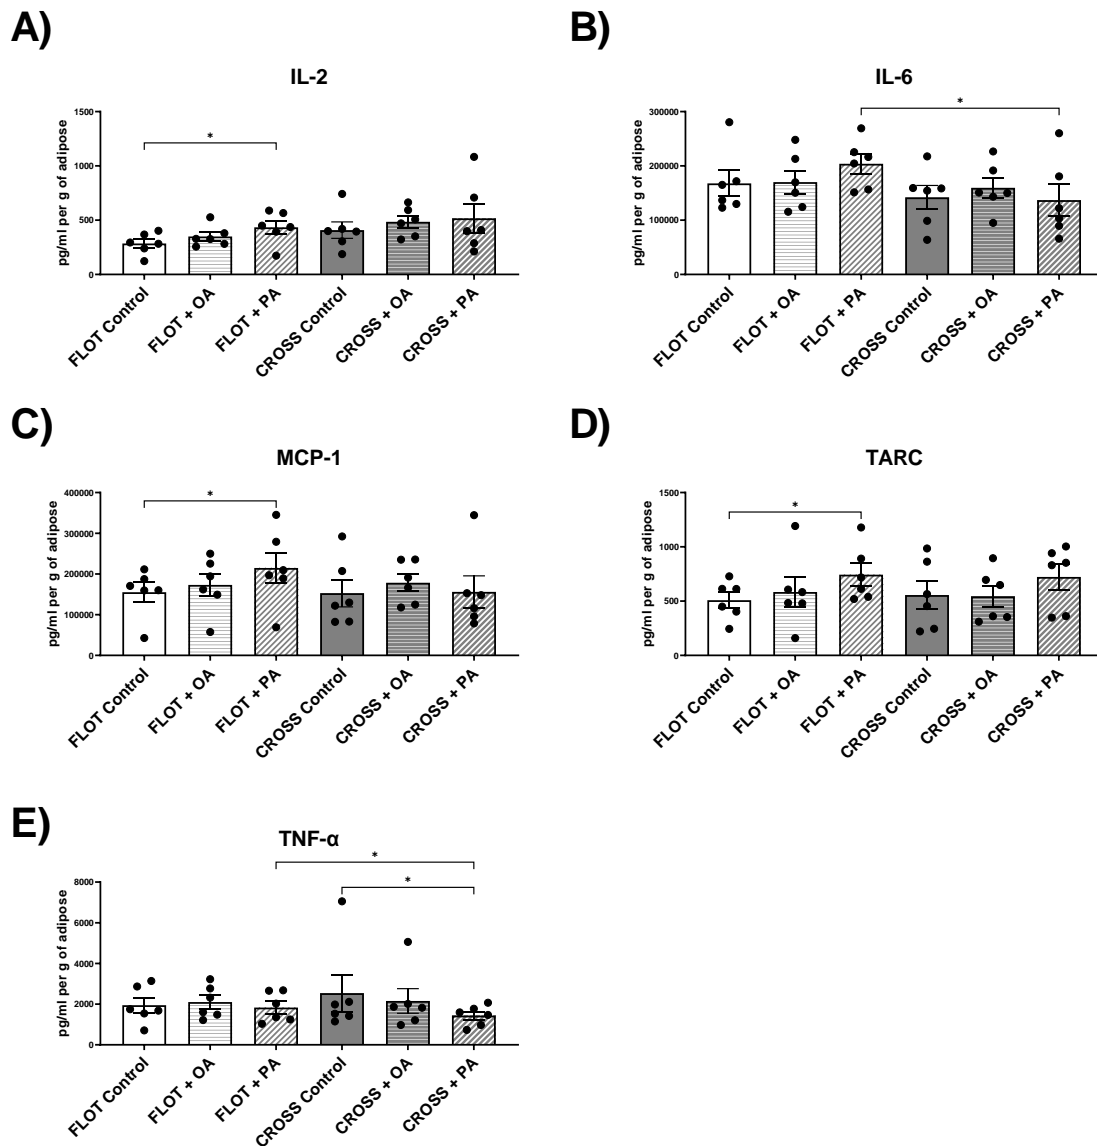 A)
IL-2
pg/ml per g of adipose
1500
1000
500
0
*
FLOT Control
FLOT + OA
FLOT + PA
CROSS Control
CROSS + OA
CROSS + PA
B)
IL-6
pg/ml per g of adipose
300000
200000
100000
0
*
FLOT Control
FLOT + OA
FLOT + PA
CROSS Control
CROSS + OA
CROSS + PA
C)
MCP-1
pg/ml per g of adipose
400000
300000
200000
100000
0
*
FLOT Control
FLOT + OA
FLOT + PA
CROSS Control
CROSS + OA
CROSS + PA
D)
TARC
pg/ml per g of adipose
1500
1000
500
0
*
FLOT Control
FLOT + OA
FLOT + PA
CROSS Control
CROSS + OA
CROSS + PA
E)
TNF-α
pg/ml per g of adipose
8000
6000
4000
2000
0
*
*
FLOT Control
FLOT + OA
FLOT + PA
CROSS Control
CROSS + OA
CROSS + PA